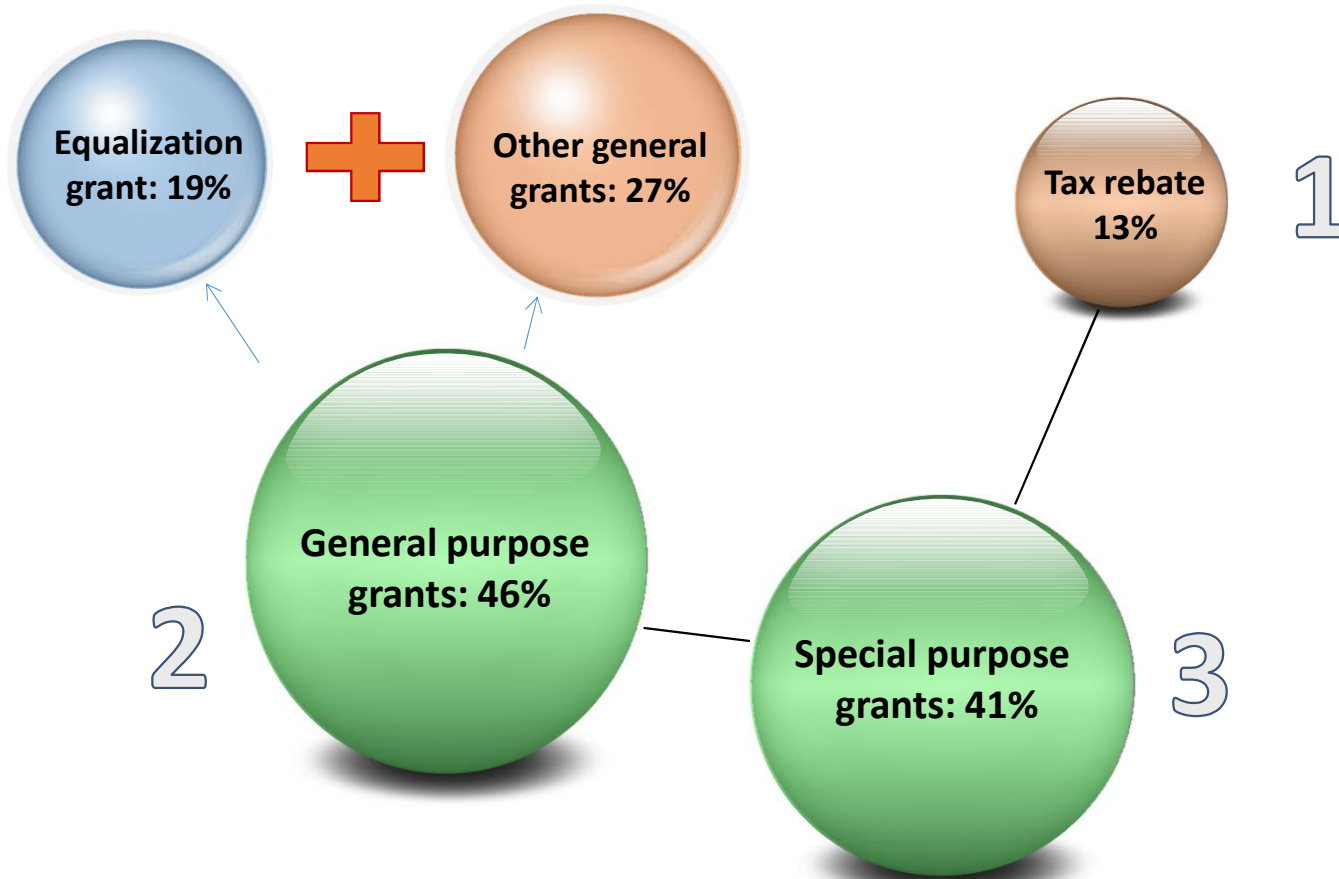 Equalization
grant: 19%
Other general
grants: 27%
Tax rebate
13%
1
General purpose
grants: 46%
2
Special purpose
grants: 41%
3